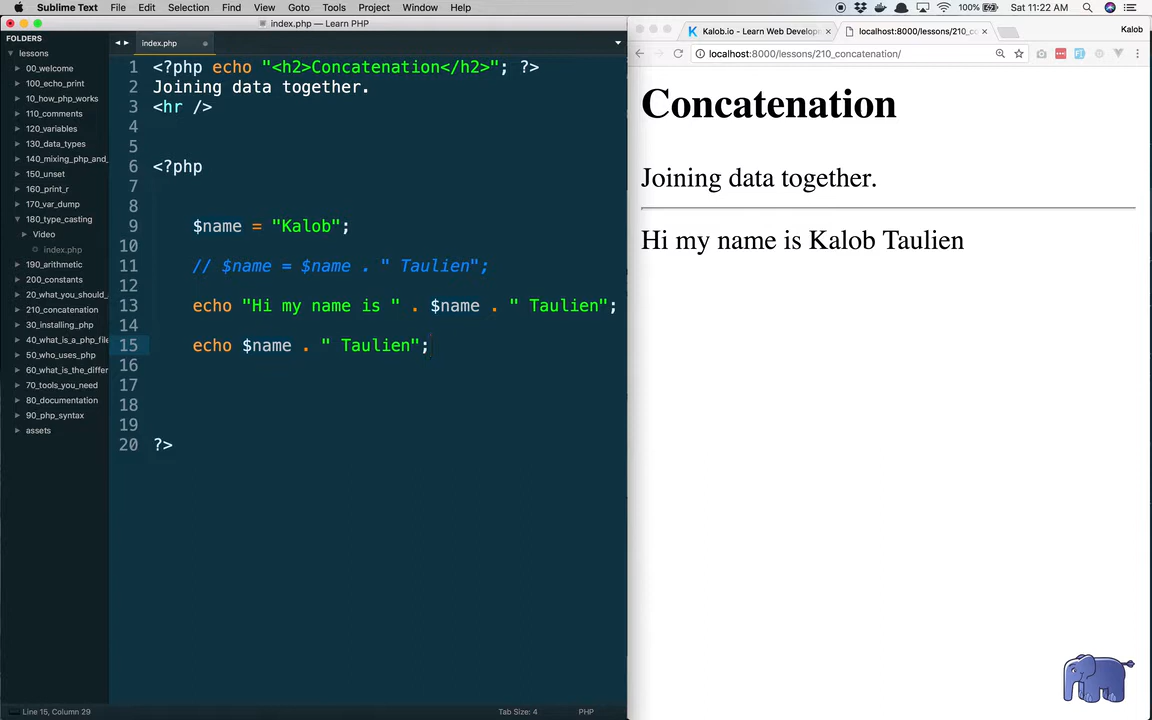 Sublime Text File Edit Selection Find View Goto Tools Project Window Help 100% Sat 11:22 AM
index.php — Learn PHP
FOLDERS
lessons
00_welcome
100_echo_print
10_how_php_works
110_comments
120_variables
130_data_types
140_mixing_php_and_
150_unset
160_print_r
170_var_dump
180_type_casting
Video
index.php
190_arithmetic
200_constants
20_what_you_should_
210_concatenation
30_installing_php
40_what_is_a_php_file
50_who_uses_php
60_what_is_the_differ
70_tools_you_need
80_documentation
90_php_syntax
assets
index.php
1 <?php echo "<h2>Concatenation</h2>"; ?>
2 Joining data together.
3 <hr />
4
5
6 <?php
7
8
9 $name = "Kalob";
10
11 // $name = $name . " Taulien";
12
13 echo "Hi my name is " . $name . " Taulien";
14
15 echo $name . " Taulien";
16
17
18
19
20 ?>
Line 15, Column 29
Tab Size: 4
PHP
Kalob.io - Learn Web Develop
localhost:8000/lessons/210_c
Kalob
localhost:8000/lessons/210_concatenation/
Concatenation
Joining data together.
Hi my name is Kalob Taulien